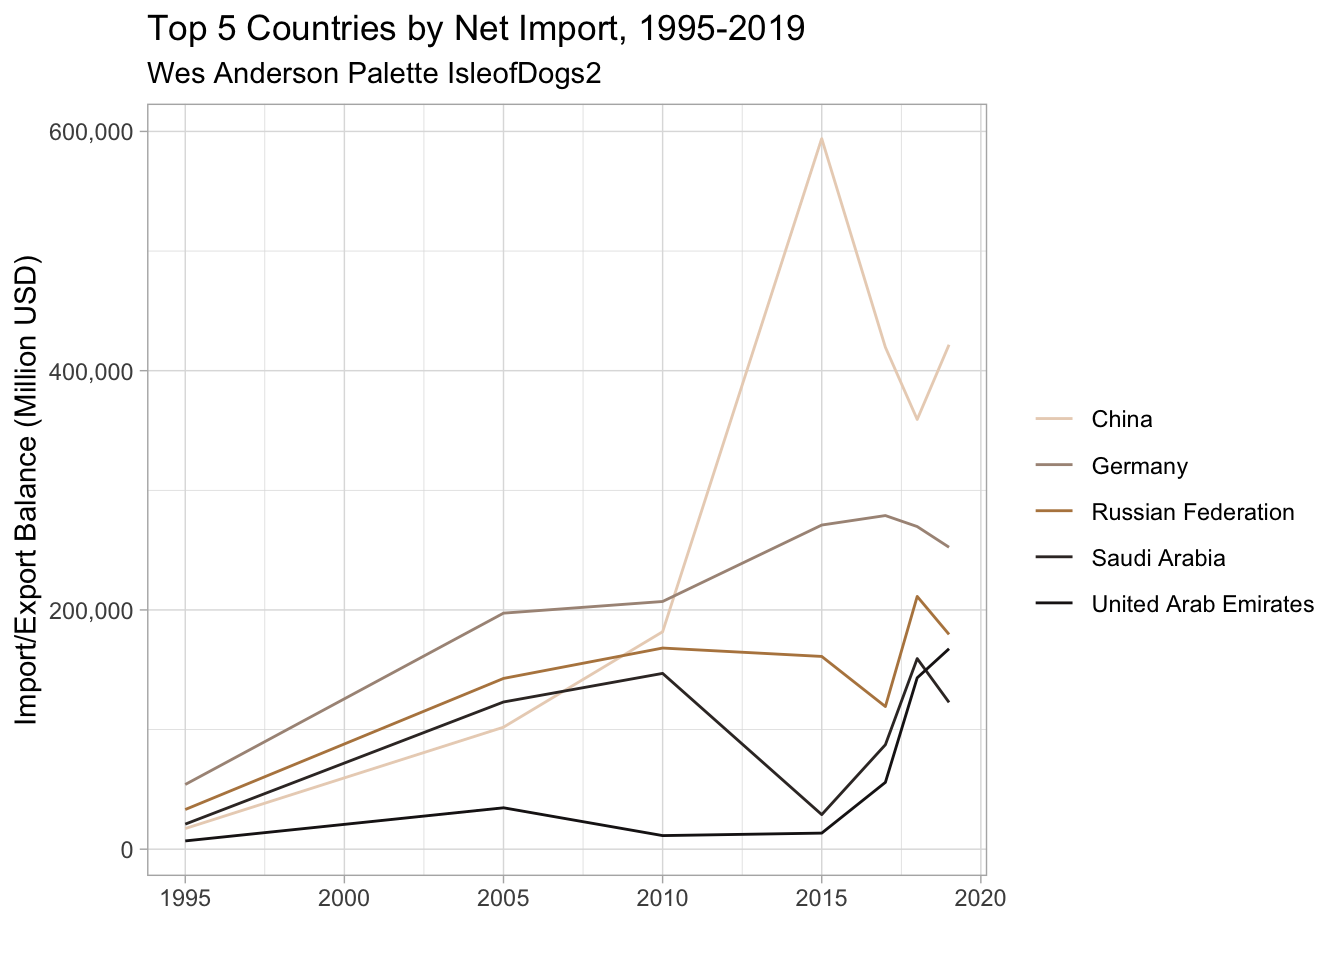 Top 5 Countries by Net Import, 1995-2019
Wes Anderson Palette IsleofDogs2
Import/Export Balance (Million USD)
600,000
400,000
200,000
0
1995
2000
2005
2010
2015
2020
China
Germany
Russian Federation
Saudi Arabia
United Arab Emirates